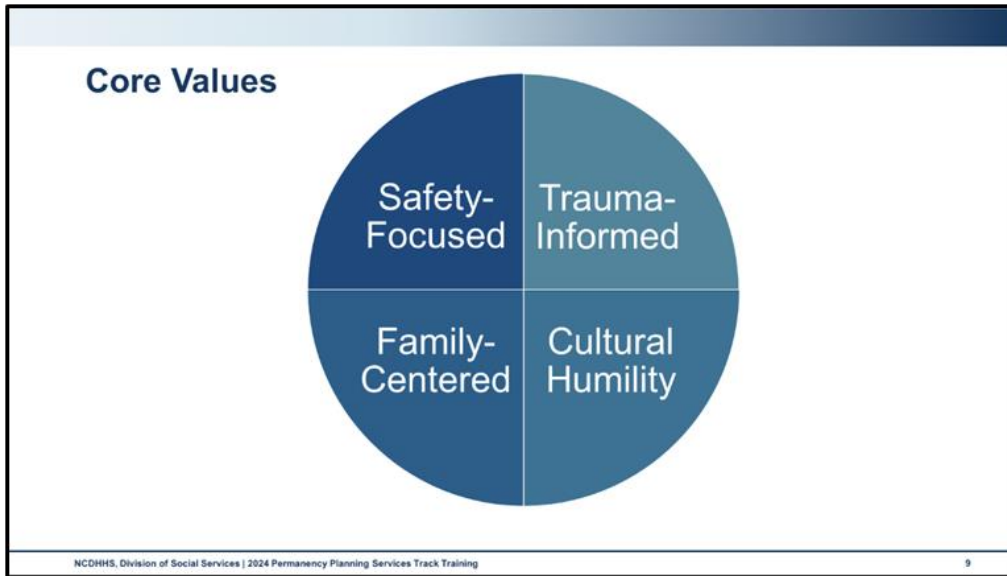 Core Values
Safety-
Focused
Trauma-
Informed
Family-
Centered
Cultural
Humility
NCDHHS, Division of Social Services | 2024 Permanency Planning Services Track Training
9